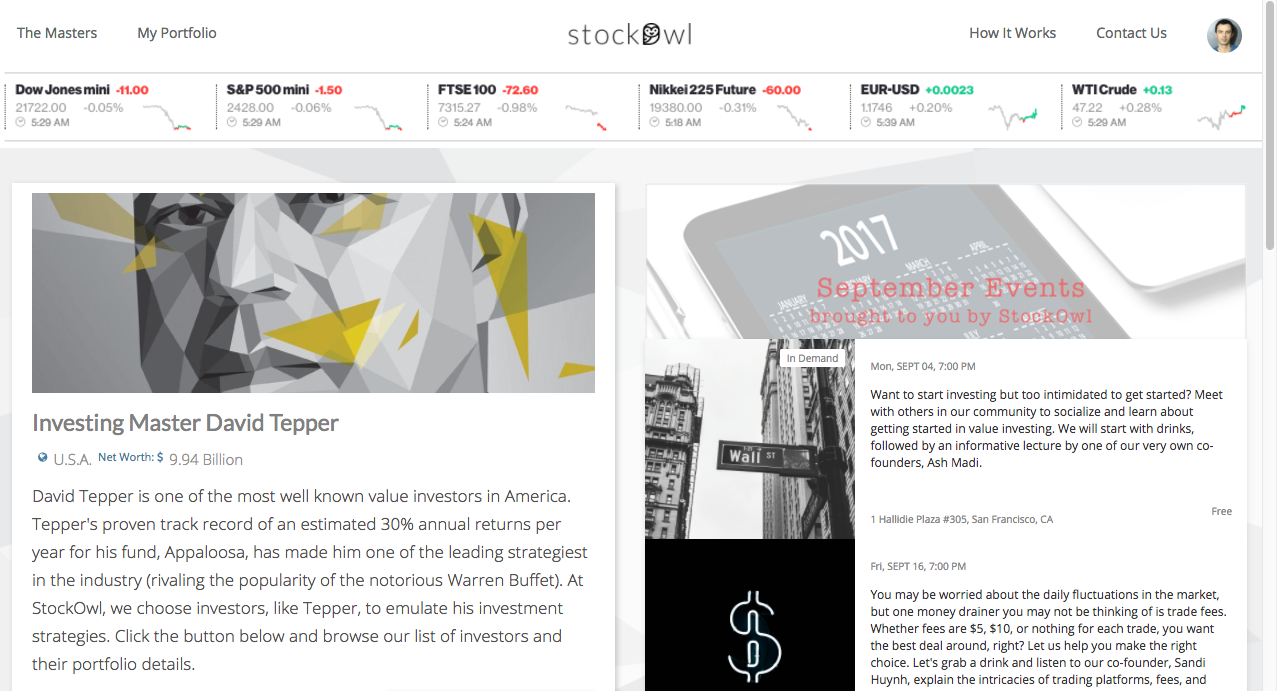 The Masters
My Portfolio
stockOwl
How It Works
Contact Us
Dow Jones mini -11.00
21722.00 -0.05%
5:29 AM
S&P 500 mini -1.50
2428.00 -0.06%
5:29 AM
FTSE 100 -72.60
7315.27 -0.98%
5:24 AM
Nikkei 225 Future -60.00
19380.00 -0.31%
5:18 AM
EUR-USD +0.0023
1.1746 +0.20%
5:39 AM
WTI Crude +0.13
47.22 +0.28%
5:29 AM
Investing Master David Tepper
U.S.A. Net Worth: $ 9.94 Billion
David Tepper is one of the most well known value investors in America.
Tepper's proven track record of an estimated 30% annual returns per
year for his fund, Appaloosa, has made him one of the leading strategiest
in the industry (rivaling the popularity of the notorious Warren Buffet). At
StockOwl, we choose investors, like Tepper, to emulate his investment
strategies. Click the button below and browse our list of investors and
their portfolio details.
2017
JANUARY
MARCH
APRIL
September Events
brought to you by StockOwl
In Demand
Wall ST
Mon, SEPT 04, 7:00 PM
Want to start investing but too intimidated to get started? Meet
with others in our community to socialize and learn about
getting started in value investing. We will start with drinks,
followed by an informative lecture by one of our very own co-
founders, Ash Madi.
Free
1 Hallidie Plaza #305, San Francisco, CA
$
Fri, SEPT 16, 7:00 PM
You may be worried about the daily fluctuations in the market,
but one money drainer you may not be thinking of is trade fees.
Whether fees are $5, $10, or nothing for each trade, you want
the best deal around, right? Let us help you make the right
choice. Let's grab a drink and listen to our co-founder, Sandi
Huynh, explain the intricacies of trading platforms, fees, and